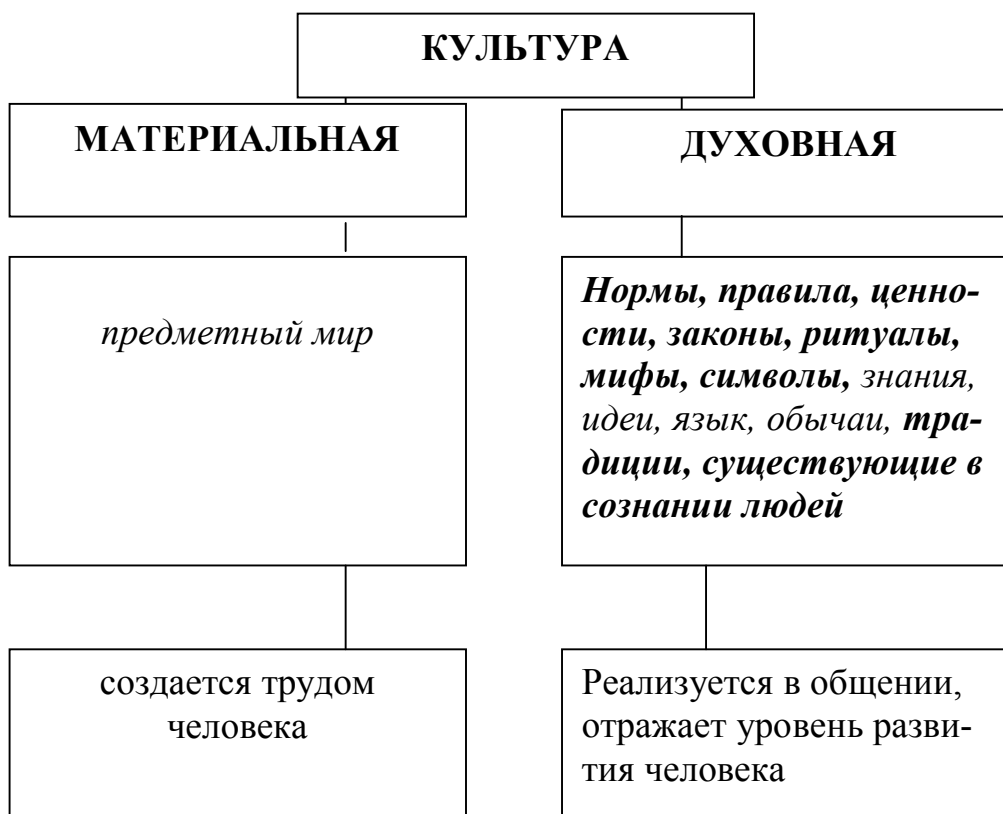 КУЛЬТУРА
МАТЕРИАЛЬНАЯ
ДУХОВНАЯ
предметный мир
Нормы, правила, ценно-
сти, законы, ритуалы,
мифы, символы, знания,
идеи, язык, обычаи, тра-
диции, существующие в
сознании людей
создается трудом
человека
Реализуется в общении,
отражает уровень разви-
тия человека